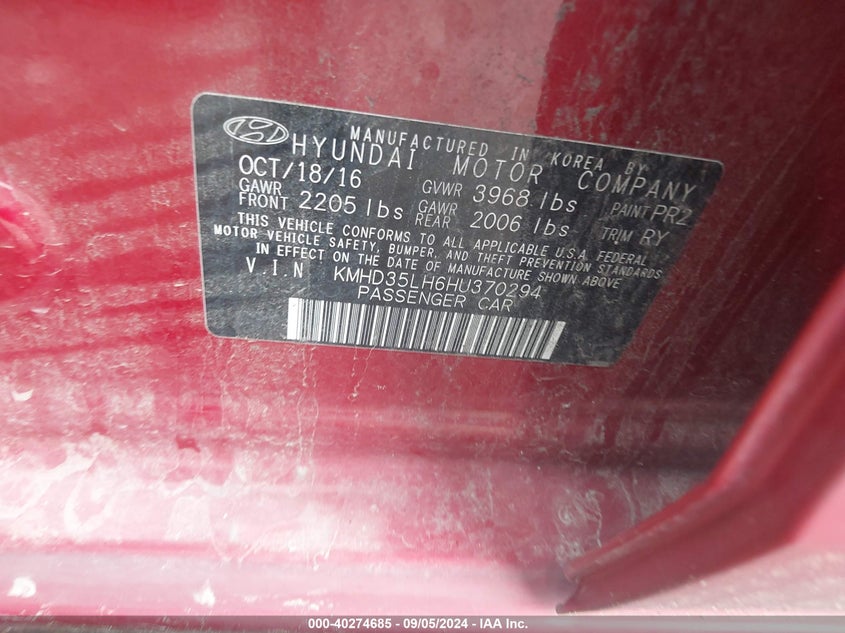 MANUFACTURED IN KOREA BY
HYUNDAI MOTOR COMPANY
OCT/18/16 GVWR 3968 lbs PAINT PR2
GAWR FRONT 2205 lbs GAWR REAR 2006 lbs TRIM RY
THIS VEHICLE CONFORMS TO ALL APPLICABLE U.S.A. FEDERAL
MOTOR VEHICLE SAFETY, BUMPER, AND THEFT PREVENTION STANDARDS
IN EFFECT ON THE DATE OF MANUFACTURE SHOWN ABOVE
V.I.N KMHD35LH6HU370294
PASSENGER CAR
000-40274685 - 09/05/2024 - IAA Inc.